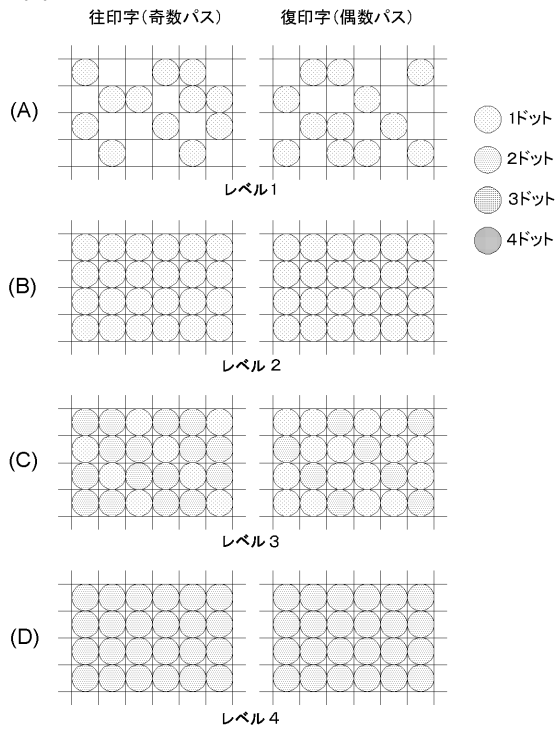 往印字(奇数パス) 復印字(偶数パス)
(A)
1ドット
2ドット
3ドット
4ドット
レベル1
(B)
レベル2
(C)
レベル3
(D)
レベル4